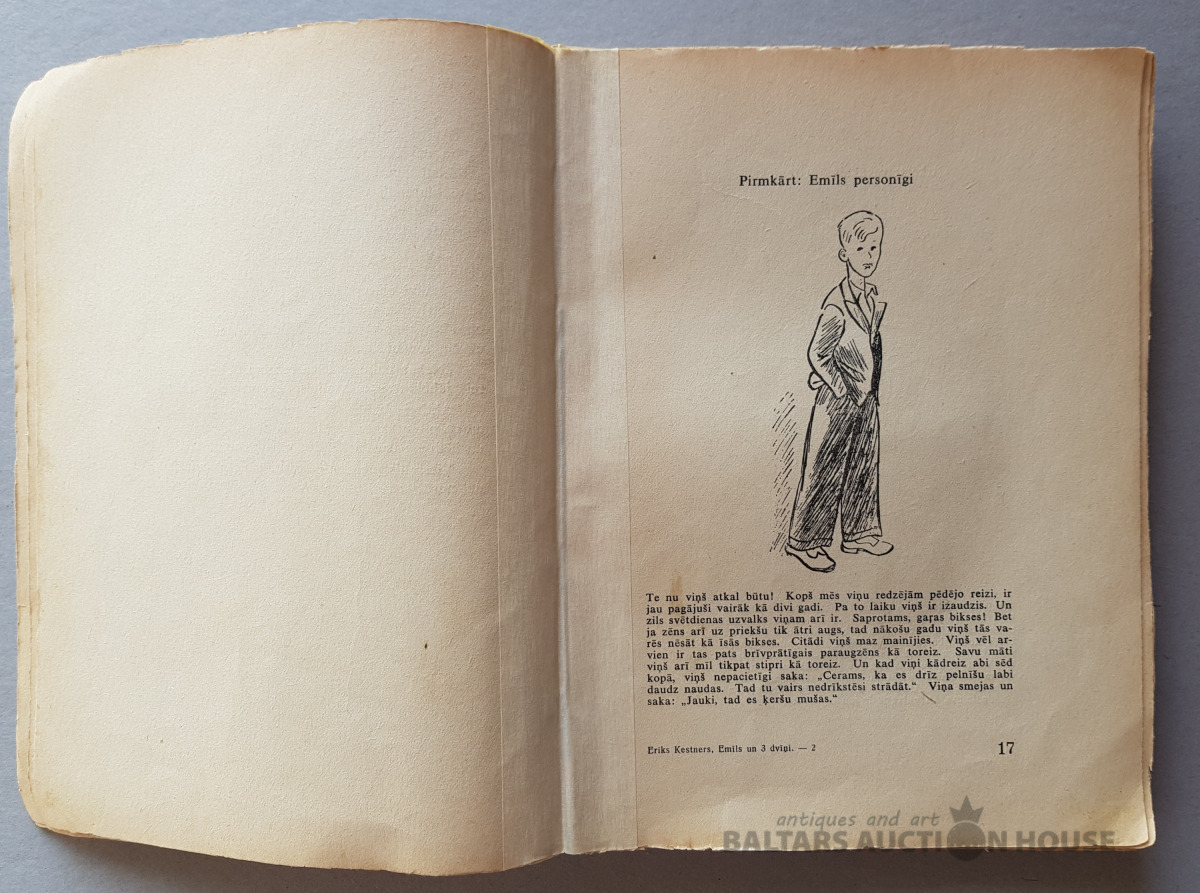 Pirmkārt: Emīls personīgi
Te nu viņš atkal būtu! Kopš mēs viņu redzējām pēdējo reizi, ir
jau pagājuši vairāk kā divi gadi. Pa to laiku viņš ir izaudzis. Un
zils svētdienas uzvalks viņam arī ir. Saprotams, gaŗas bikses! Bet
ja zēns arī uz priekšu tik ātri augs, tad nākošu gadu viņš tās va-
rēs nēsāt kā īsās bikses. Citādi viņš maz mainījies. Viņš vēl ar-
vien ir tas pats brīvprātīgais paraugzēns kā toreiz. Savu māti
viņš arī mīl tikpat stipri kā toreiz. Un kad viņi kādreiz abi sēd
kopā, viņš nepacietīgi saka: „Cerams, ka es drīz pelnīšu labi
daudz naudas. Tad tu vairs nedrīkstēsi strādāt.“ Viņa smejas un
saka: „Jauki, tad es ķeršu mušas.“
Eriks Kestners, Emīls un 3 dvīņi. — 2
17
antiques and art
BALTARS AUCTION HOUSE